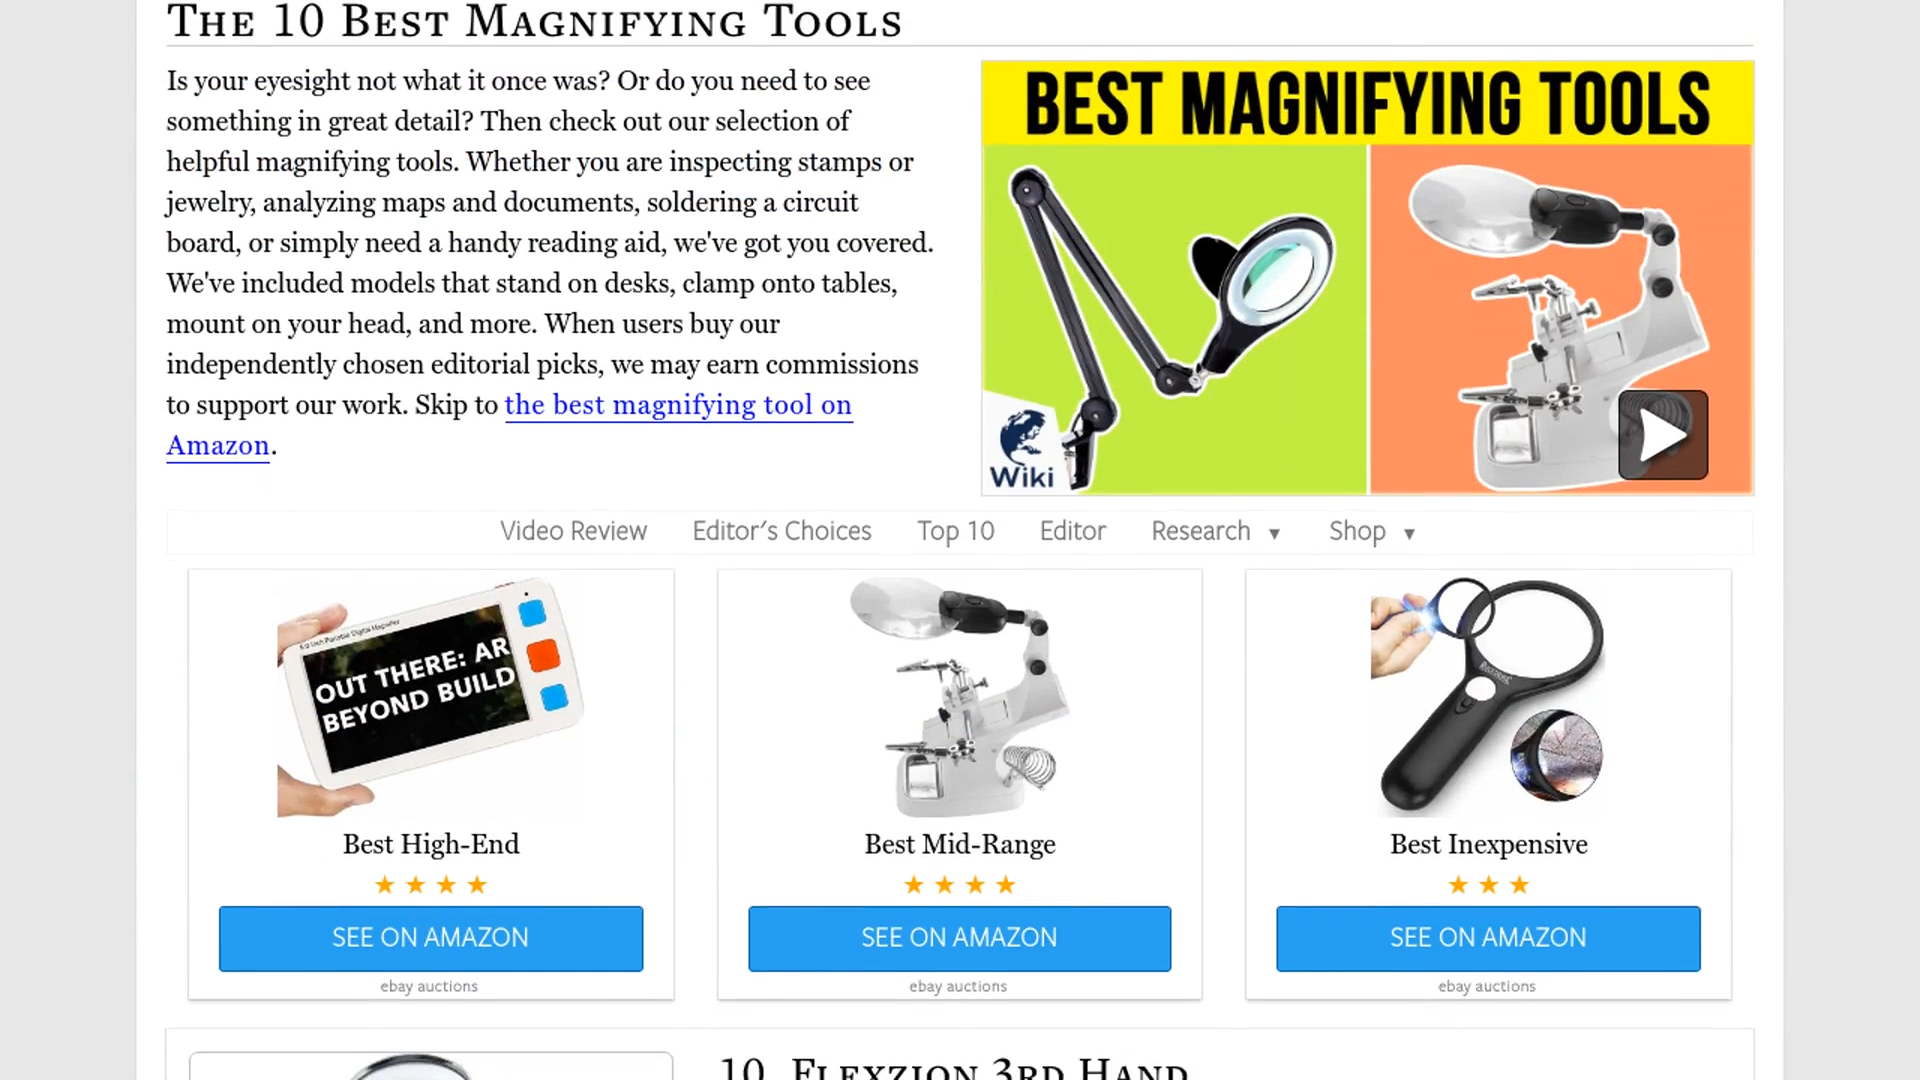 The 10 Best Magnifying Tools
Is your eyesight not what it once was? Or do you need to see
something in great detail? Then check out our selection of
helpful magnifying tools. Whether you are inspecting stamps or
jewelry, analyzing maps and documents, soldering a circuit
board, or simply need a handy reading aid, we've got you covered.
We've included models that stand on desks, clamp onto tables,
mount on your head, and more. When users buy our
independently chosen editorial picks, we may earn commissions
to support our work. Skip to the best magnifying tool on
Amazon.
BEST MAGNIFYING TOOLS
Wiki
Video Review Editor's Choices Top 10 Editor Research ▼ Shop ▼
OUT THERE: AR
BEYOND BUILD
Best High-End
★ ★ ★ ★
SEE ON AMAZON
ebay auctions
Best Mid-Range
★ ★ ★ ★
SEE ON AMAZON
ebay auctions
Best Inexpensive
★ ★ ★
SEE ON AMAZON
ebay auctions
10. Flexzion 3rd Hand